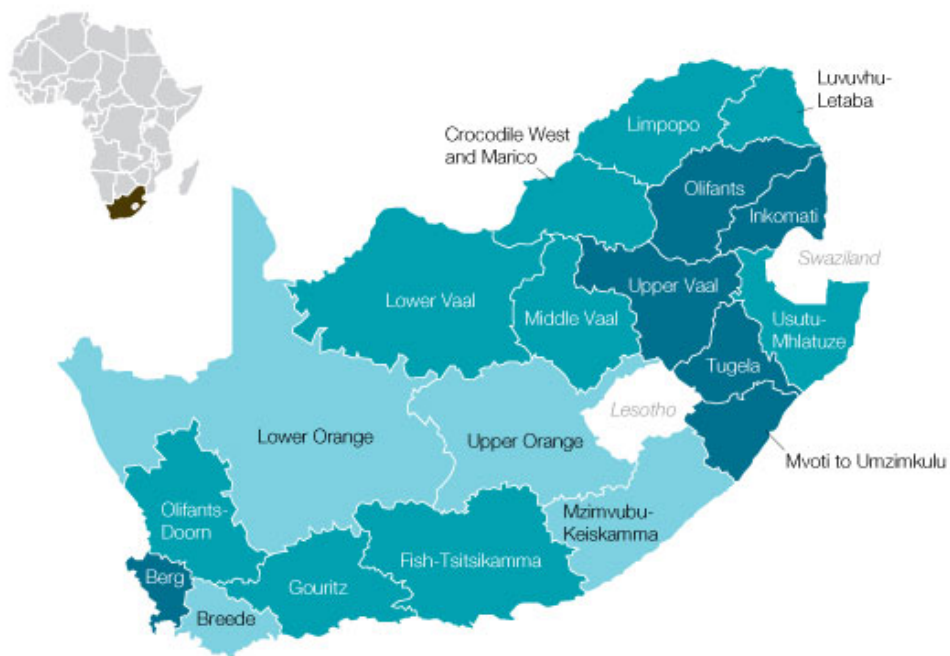 Luvuvhu-
Letaba
Limpopo
Crocodile West
and Marico
Olifants
Inkomati
Swaziland
Upper Vaal
Lower Vaal
Middle Vaal
Usutu-
Mhlatuze
Tugela
Lesotho
Lower Orange
Upper Orange
Mvoti to Umzimkulu
Mzimvubu-
Keiskamma
Olifants-
Doorn
Fish-Tsitsikamma
Berg
Gouritz
Breede